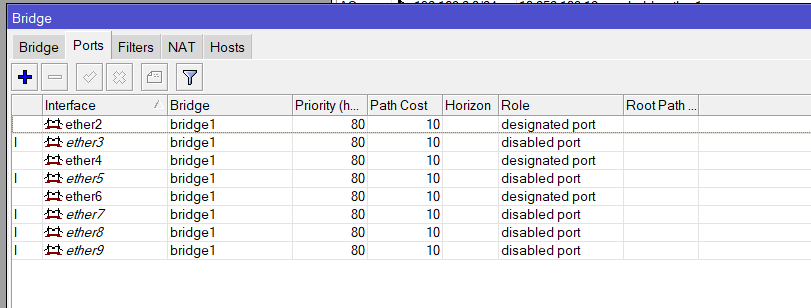 Bridge
Bridge Ports Filters NAT Hosts
Interface Bridge Priority (h... Path Cost Horizon Role Root Path ...
ether2 bridge1 80 10 designated port
I ether3 bridge1 80 10 disabled port
ether4 bridge1 80 10 designated port
I ether5 bridge1 80 10 disabled port
ether6 bridge1 80 10 designated port
I ether7 bridge1 80 10 disabled port
I ether8 bridge1 80 10 disabled port
I ether9 bridge1 80 10 disabled port